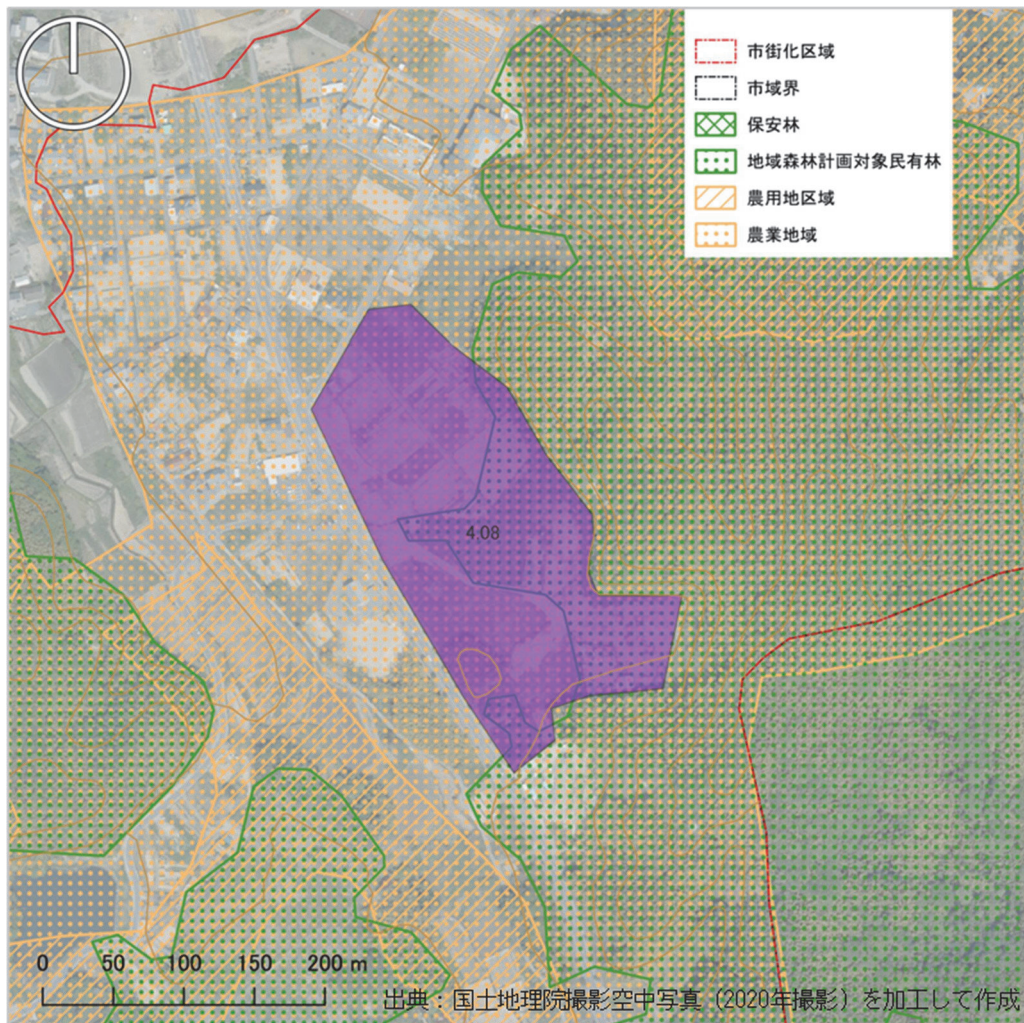 市街化区域
市域界
保安林
地域森林計画対象民有林
農用地区域
農業地域
4.08
0 50 100 150 200 m
出典：国土地理院撮影空中写真（2020年撮影）を加工して作成